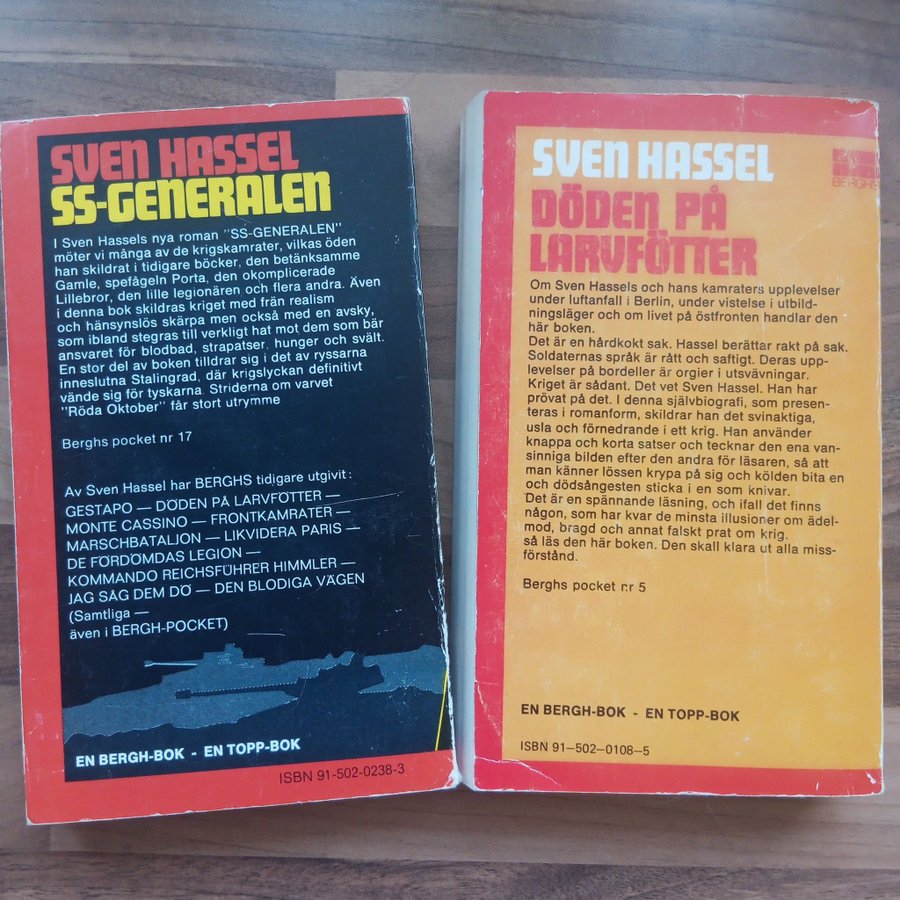 SVEN HASSEL
SS-GENERALEN
I Sven Hassels nya roman "SS-GENERALEN"
möter vi många av de krigskamrater, vilkas öden
han skildrat i tidigare böcker, den betänksamme
Gamle, spefågeln Porta, den okomplicerade
Lillebror, den lille legionären och flera andra. Även
i denna bok skildras kriget med frän realism
och hänsynslös skärpa men också med en avsky,
som ibland stegras till verkligt hat mot dem som bär
ansvaret för blodbad, strapatser, hunger och svält.
En stor del av boken tilldrar sig i det av ryssarna
inneslutna Stalingrad, där krigslyckan definitivt
vände sig för tyskarna. Striderna om varvet
"Röda Oktober" får stort utrymme
Berghs pocket nr 17
Av Sven Hassel har BERGHS tidigare utgivit:
GESTAPO — DÖDEN PÅ LARVFÖTTER —
MONTE CASSINO — FRONTKAMRATER —
MARSCHBATALJON — LIKVIDERA PARIS —
DE FÖRDÖMDAS LEGION —
KOMMANDO REICHSFÜHRER HIMMLER —
JAG SÅG DEM DÖ — DEN BLODIGA VÄGEN
(Samtliga —
även i BERGH-POCKET)
EN BERGH-BOK - EN TOPP-BOK
ISBN 91-502-0238-3
SVEN HASSEL
BERGHS
DÖDEN PÅ
LARVFÖTTER
Om Sven Hassels och hans kamraters upplevelser
under luftanfall i Berlin, under vistelse i utbild-
ningsläger och om livet på östfronten handlar den
här boken.
Det är en hårdkokt sak. Hassel berättar rakt på sak.
Soldaternas språk är rått och saftigt. Deras upp-
levelser på bordeller är orgier i utsvävningar.
Kriget är sådant. Det vet Sven Hassel. Han har
prövat på det. I denna självbiografi, som presen-
teras i romanform, skildrar han det svinaktiga,
usla och förnedrande i ett krig. Han använder
knappa och korta satser och tecknar den ena van-
sinniga bilden efter den andra för läsaren, så att
man känner lössen krypa på sig och kölden bita en
och dödsångesten sticka i en som knivar.
Det är en spännande läsning, och ifall det finns
någon, som har kvar de minsta illusioner om ädel-
mod, bragd och annat falskt prat om krig.
så läs den här boken. Den skall klara ut alla miss-
förstånd.
Berghs pocket nr 5
EN BERGH-BOK - EN TOPP-BOK
ISBN 91-502-0108-5